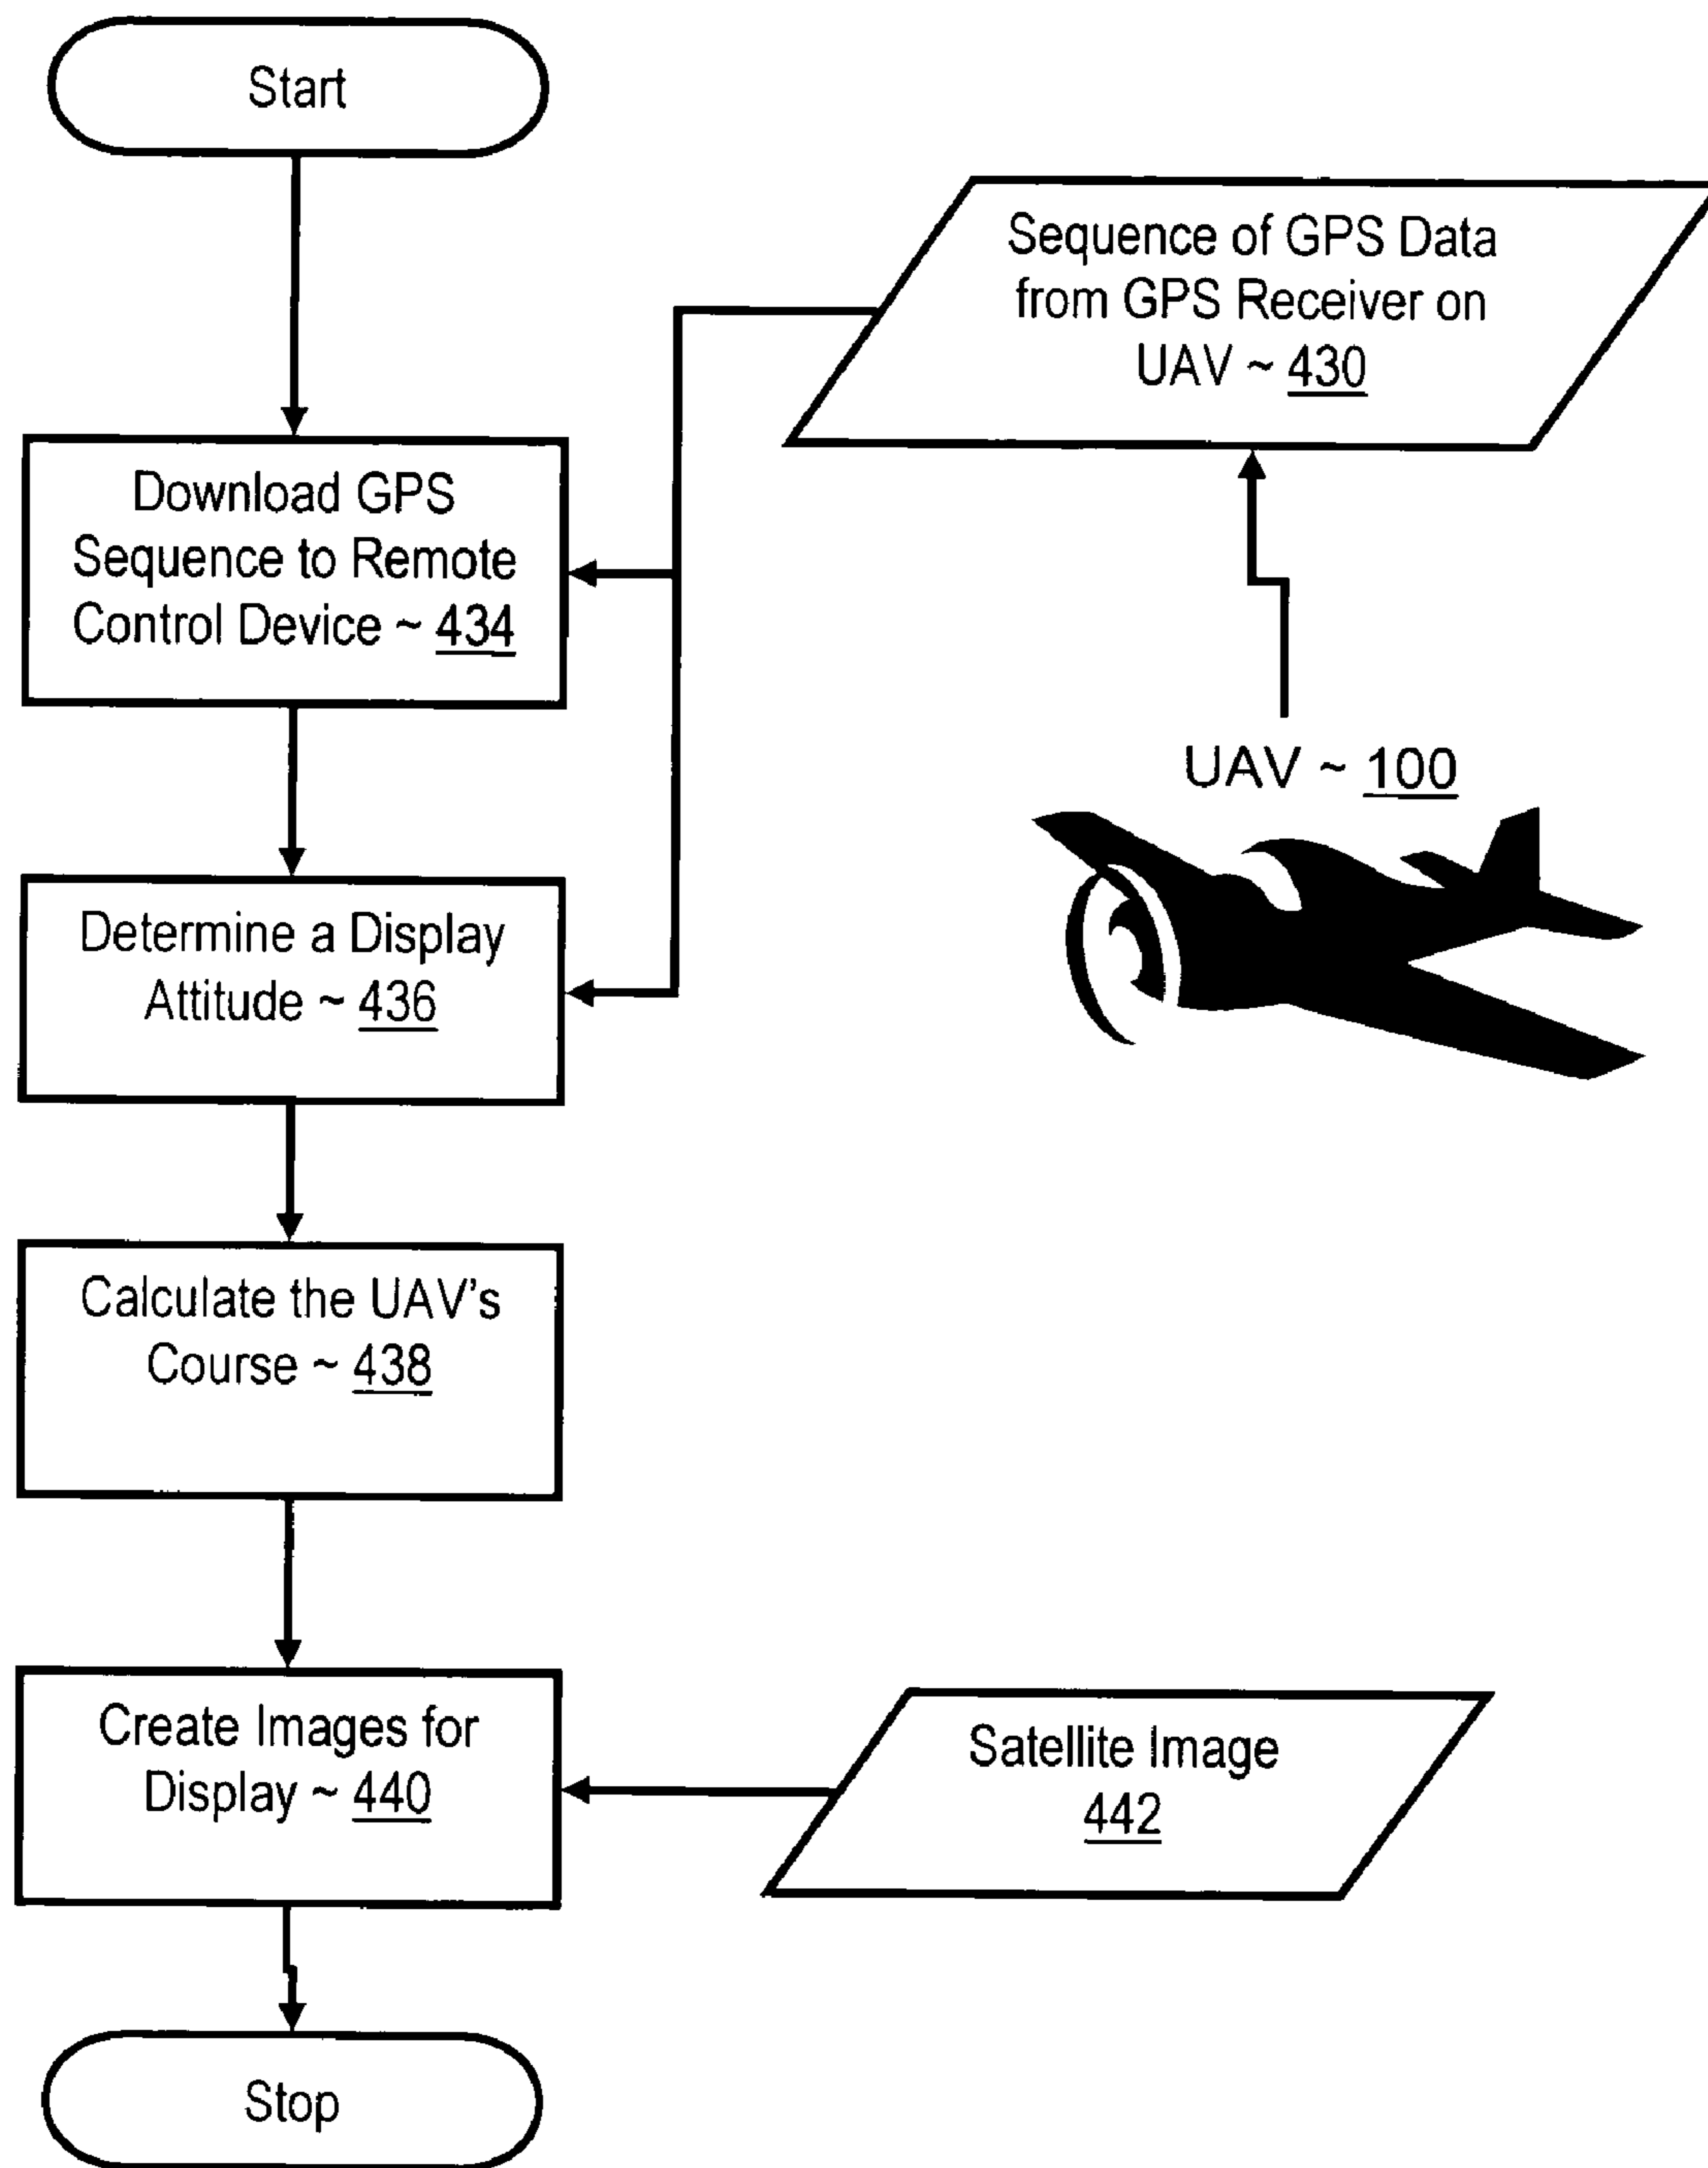 Start
Sequence of GPS Data
from GPS Receiver on
UAV ~ 430
Download GPS
Sequence to Remote
Control Device ~ 434
UAV ~ 100
Determine a Display
Attitude ~ 436
Calculate the UAV's
Course ~ 438
Create Images for
Display ~ 440
Satellite Image
442
Stop